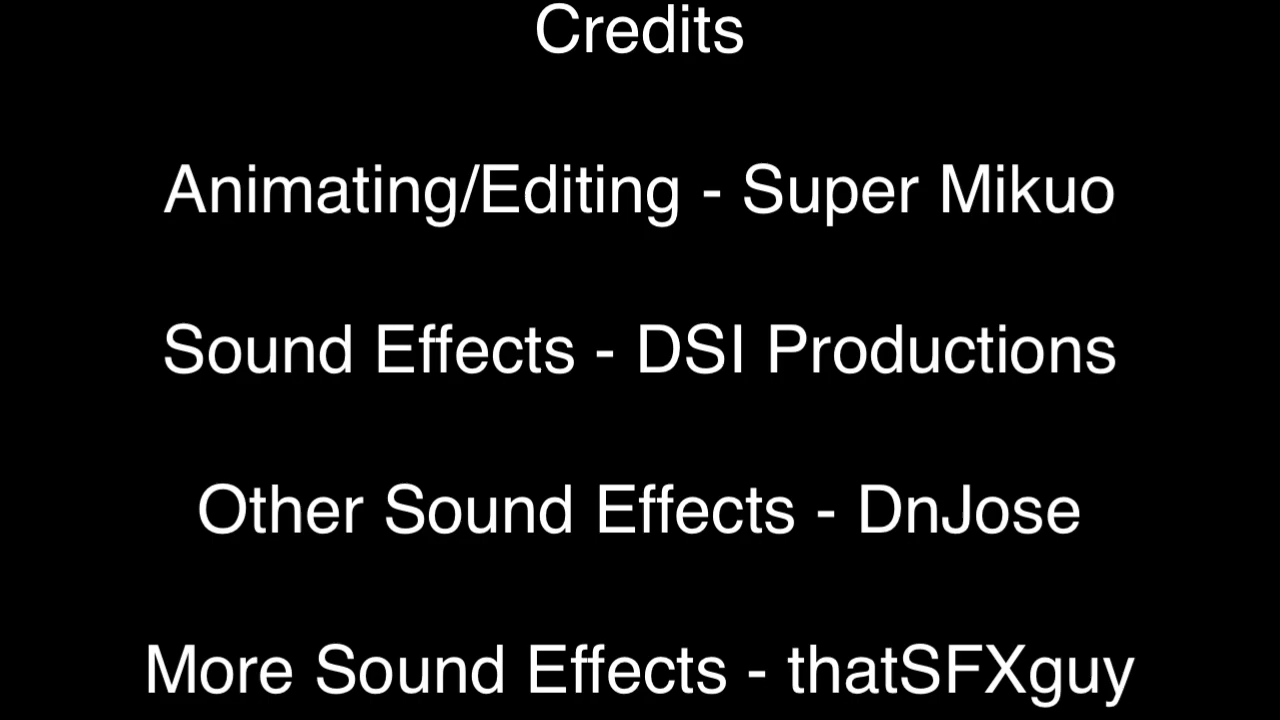 Credits
Animating/Editing - Super Mikuo
Sound Effects - DSI Productions
Other Sound Effects - DnJose
More Sound Effects - thatSFXguy